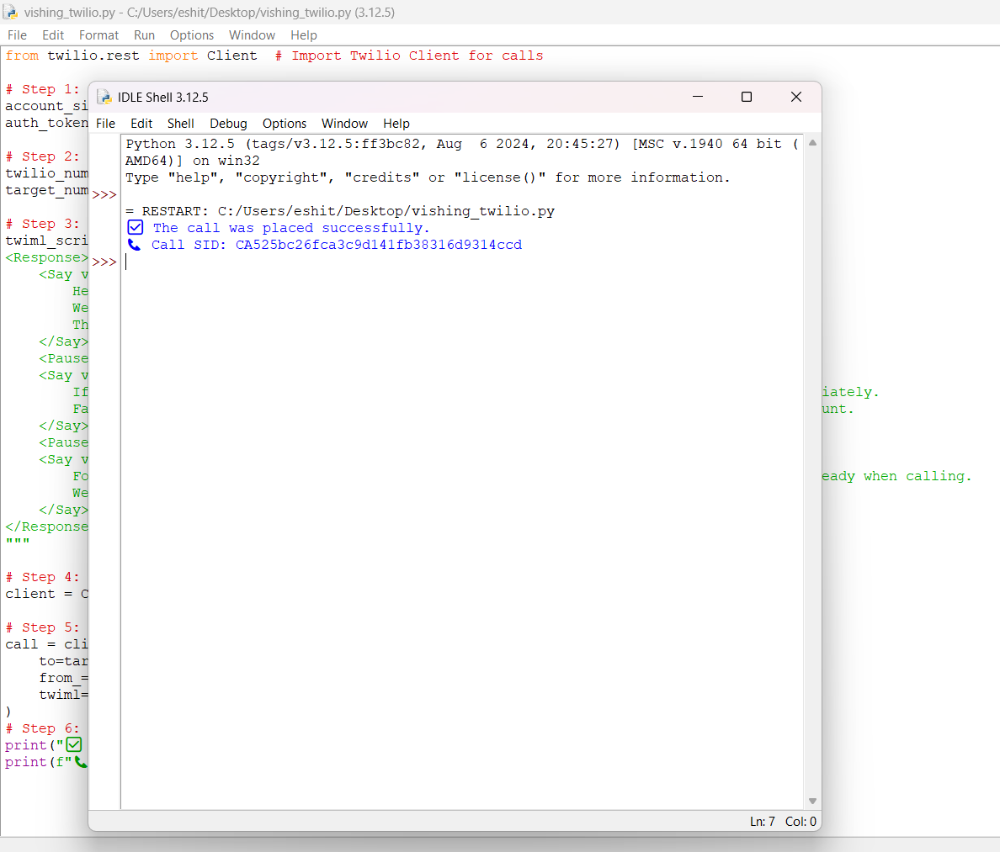 vishing_twilio.py - C:/Users/eshit/Desktop/vishing_twilio.py (3.12.5)
File Edit Format Run Options Window Help
from twilio.rest import Client # Import Twilio Client for calls
# Step 1:
account_si
auth_token
# Step 2:
twilio_num
target_num
# Step 3:
twiml_scri
<Response>
<Say v
He
We
Th
</Say>
<Pause
<Say v
If
iately.
Fa
unt.
</Say>
<Pause
<Say v
Fo
eady when calling.
We
</Say>
</Response
"""
# Step 4:
client = C
# Step 5:
call = cli
to=tar
from_=
twiml=
)
# Step 6:
print("✅
print(f"📞
IDLE Shell 3.12.5
File Edit Shell Debug Options Window Help
Python 3.12.5 (tags/v3.12.5:ff3bc82, Aug  6 2024, 20:45:27) [MSC v.1940 64 bit (
AMD64)] on win32
Type "help", "copyright", "credits" or "license()" for more information.
>>>
= RESTART: C:/Users/eshit/Desktop/vishing_twilio.py
✅ The call was placed successfully.
📞 Call SID: CA525bc26fca3c9d141fb38316d9314ccd
>>>
Ln: 7 Col: 0